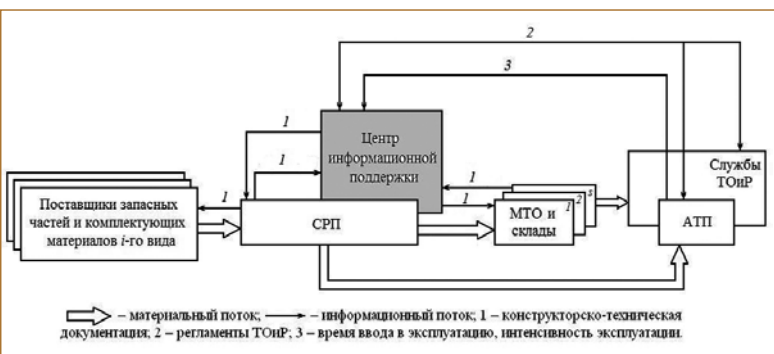 2
3
1
Центр
информационной
поддержки
1
1
1
1
Службы
ТОиР
Поставщики запасных
частей и комплектующих
материалов i-го вида
СРП
МТО и
склады
1
2
s
АТП
– материальный поток; – информационный поток; 1 – конструкторско-техническая
документация; 2 – регламенты ТОиР; 3 – время ввода в эксплуатацию, интенсивность эксплуатации.